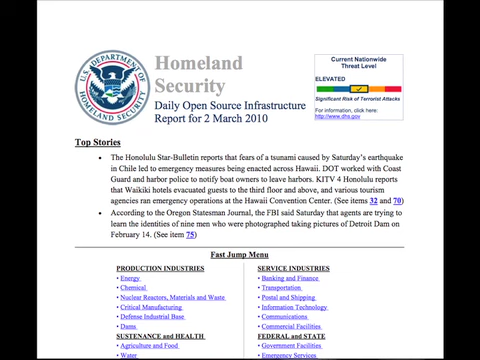 U.S. DEPARTMENT OF HOMELAND SECURITY
Homeland
Security
Daily Open Source Infrastructure
Report for 2 March 2010
Current Nationwide
Threat Level
ELEVATED
Significant Risk of Terrorist Attacks
For information, click here:
http://www.dhs.gov
Top Stories
• The Honolulu Star-Bulletin reports that fears of a tsunami caused by Saturday's earthquake
in Chile led to emergency measures being enacted across Hawaii. DOT worked with Coast
Guard and harbor police to notify boat owners to leave harbors. KITV 4 Honolulu reports
that Waikiki hotels evacuated guests to the third floor and above, and various tourism
agencies ran emergency operations at the Hawaii Convention Center. (See items 32 and 70)
• According to the Oregon Statesman Journal, the FBI said Saturday that agents are trying to
learn the identities of nine men who were photographed taking pictures of Detroit Dam on
February 14. (See item 75)
Fast Jump Menu
PRODUCTION INDUSTRIES
• Energy
• Chemical
• Nuclear Reactors, Materials and Waste
• Critical Manufacturing
• Defense Industrial Base
• Dams
SUSTENANCE and HEALTH
• Agriculture and Food
• Water
SERVICE INDUSTRIES
• Banking and Finance
• Transportation
• Postal and Shipping
• Information Technology
• Communications
• Commercial Facilities
FEDERAL and STATE
• Government Facilities
• Emergency Services